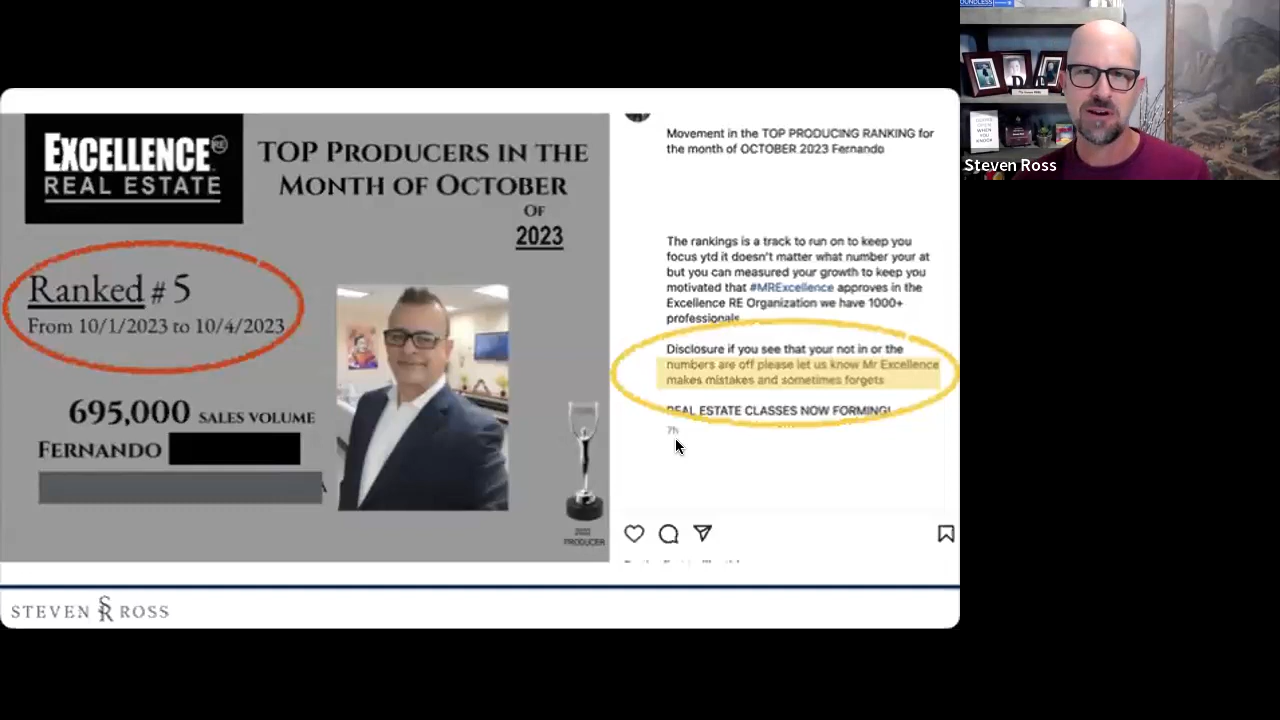 EXCELLENCE RE
REAL ESTATE
TOP PRODUCERS IN THE
MONTH OF OCTOBER
OF
2023
Ranked # 5
From 10/1/2023 to 10/4/2023
695,000 SALES VOLUME
FERNANDO
PRODUCER
Movement in the TOP PRODUCING RANKING for
the month of OCTOBER 2023 Fernando
The rankings is a track to run on to keep you
focus ytd it doesn't matter what number your at
but you can measured your growth to keep you
motivated that #MRExcellence approves in the
Excellence RE Organization we have 1000+
professionals
Disclosure if you see that your not in or the
numbers are off please let us know Mr Excellence
makes mistakes and sometimes forgets
REAL ESTATE CLASSES NOW FORMING!
7h
STEVEN SR ROSS
Steven Ross